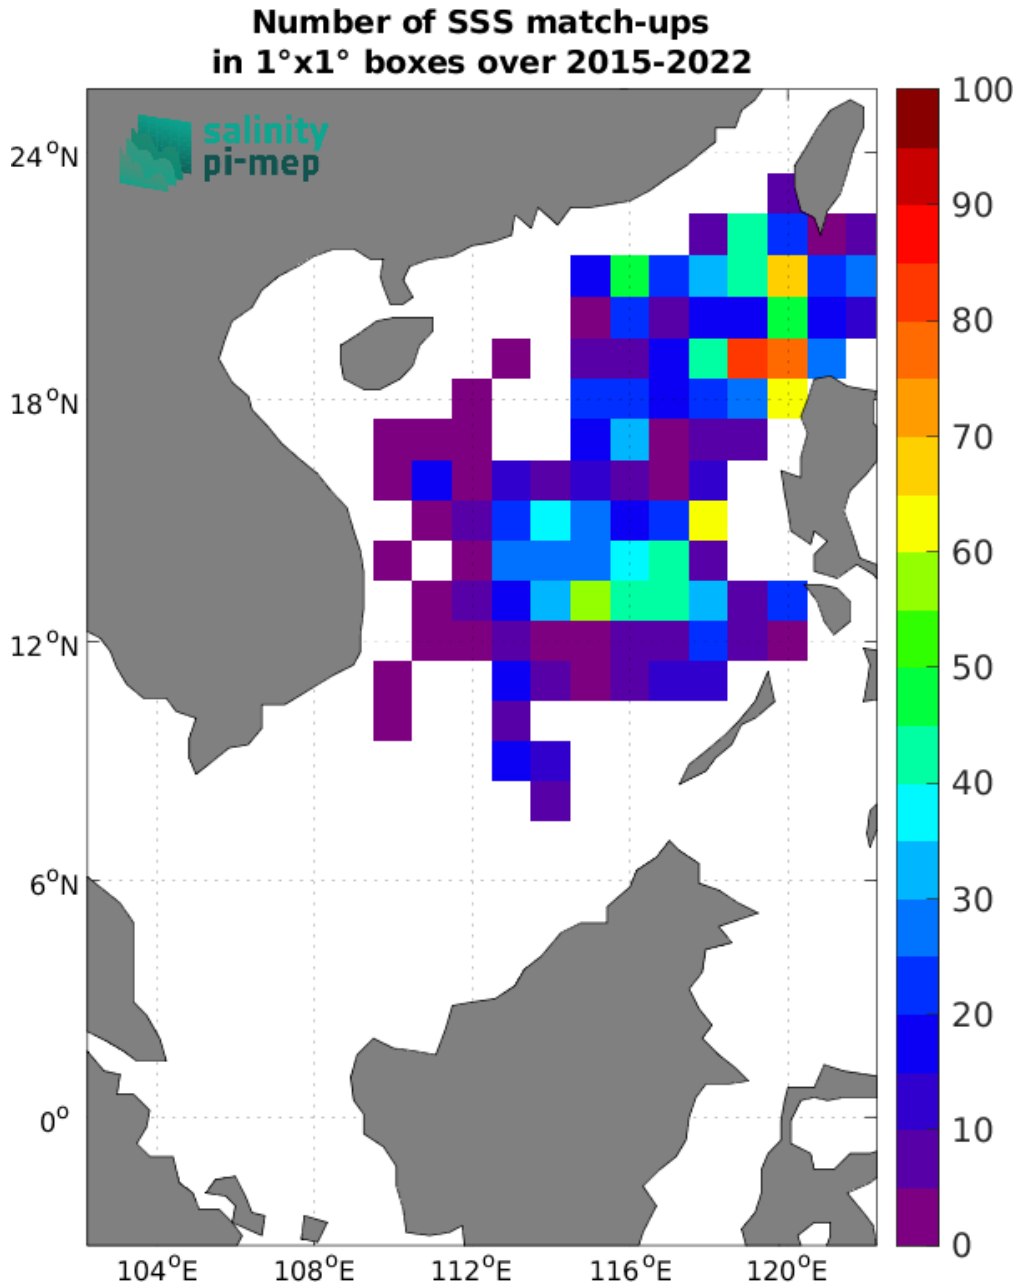 Number of SSS match-ups
in 1°x1° boxes over 2015-2022
salinity
pi-mep
24°N
18°N
12°N
6°N
0°
104°E
108°E
112°E
116°E
120°E
100
90
80
70
60
50
40
30
20
10
0